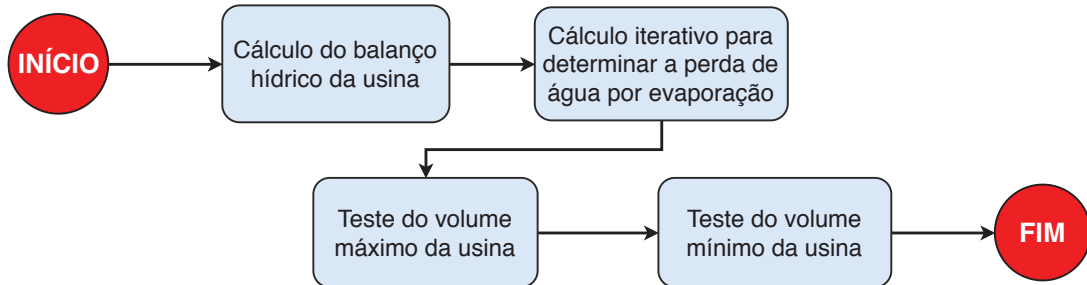 INÍCIO
Cálculo do balanço
hídrico da usina
Cálculo iterativo para
determinar a perda de
água por evaporação
Teste do volume
máximo da usina
Teste do volume
mínimo da usina
FIM